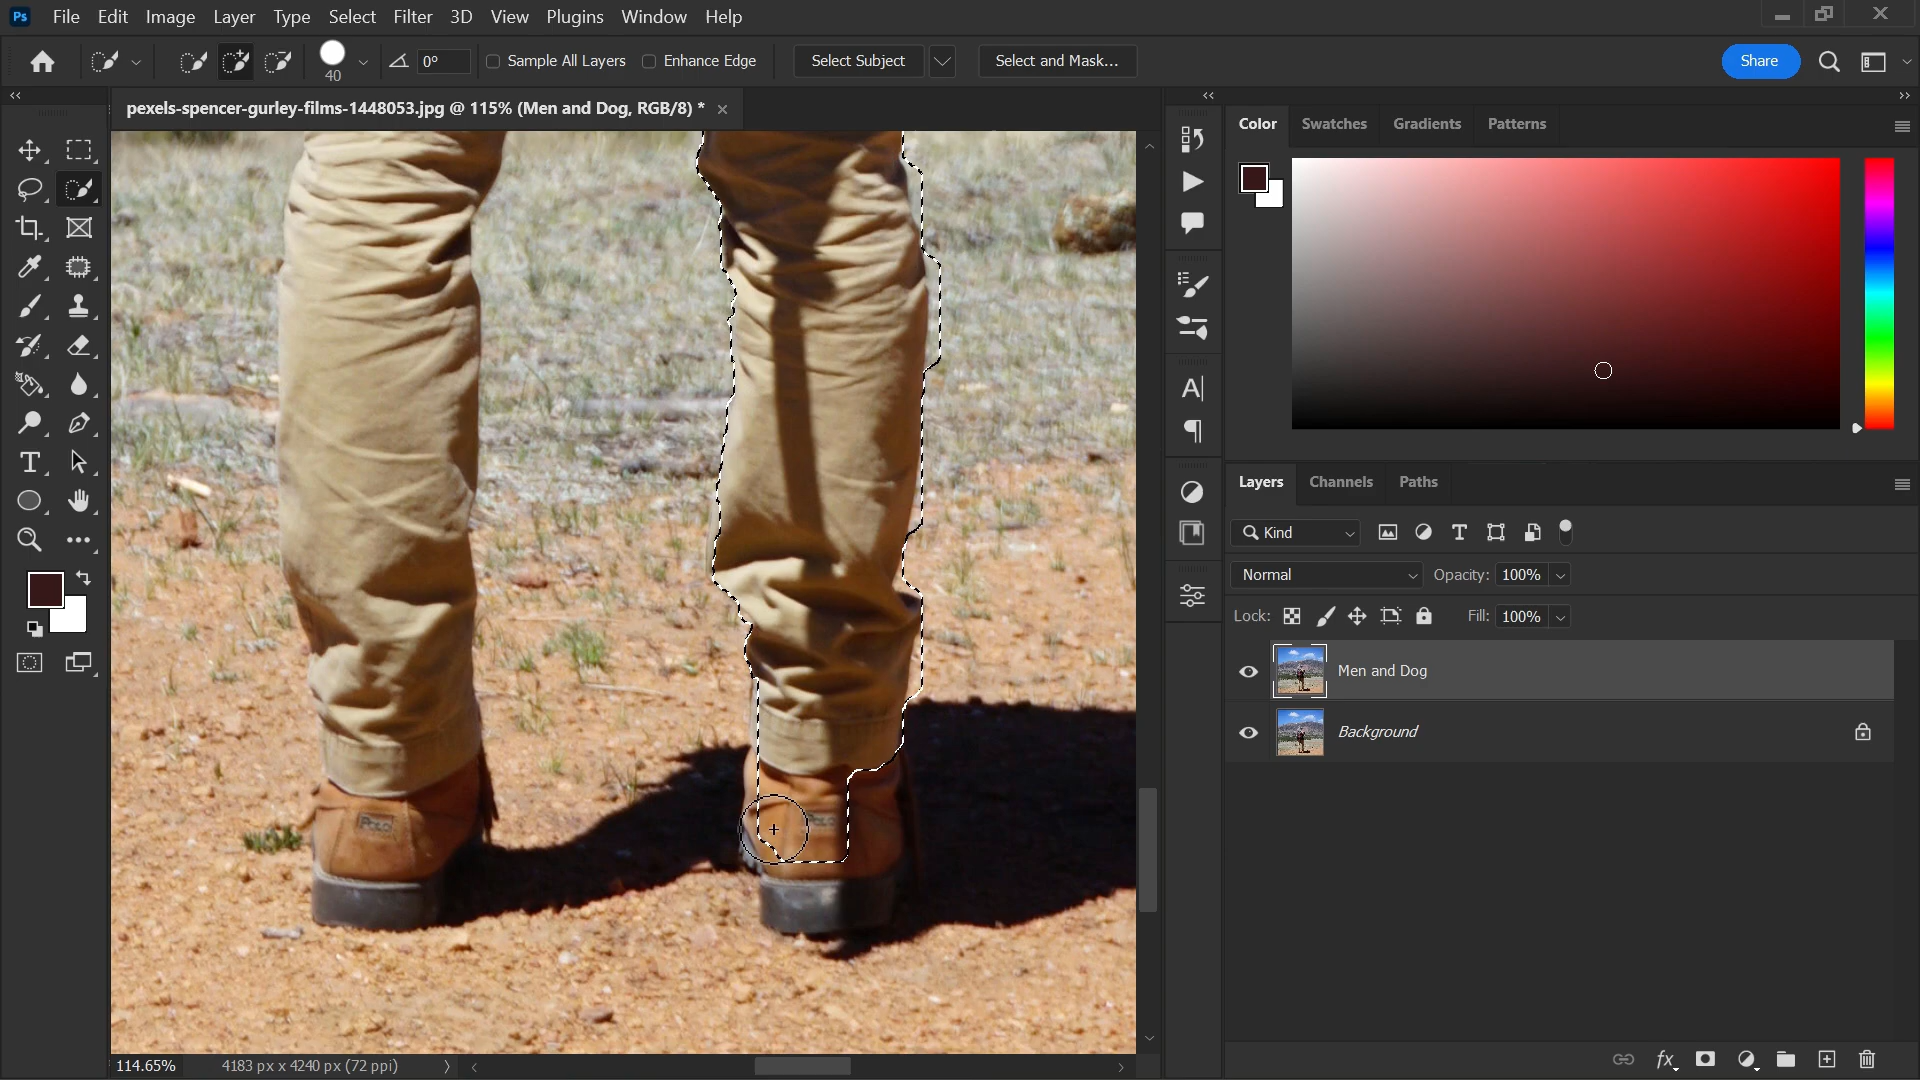 Ps File Edit Image Layer Type Select Filter 3D View Plugins Window Help
40 0° Sample All Layers Enhance Edge Select Subject Select and Mask... Share
pexels-spencer-gurley-films-1448053.jpg @ 115% (Men and Dog, RGB/8) *
Color Swatches Gradients Patterns
Layers Channels Paths
Kind
Normal Opacity: 100%
Lock: Fill: 100%
Men and Dog
Background
POLO
POLO
114.65% 4183 px x 4240 px (72 ppi)